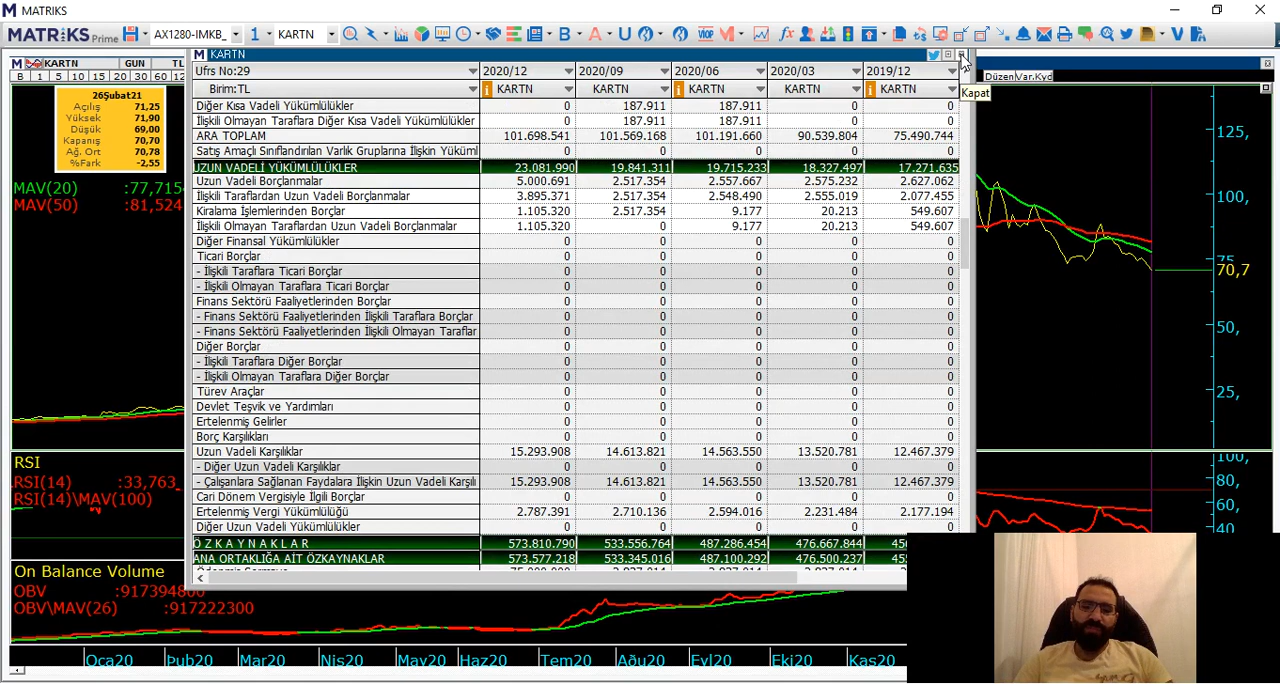 MATRIKS
MATRİKS Prime AX1280-IMKB_ 1 KARTN
B A U VIOP M fx V
KARTN GUN TL
B 1 5 10 15 20 30 60 12
26Şubat21
Açılış 71,25
Yüksek 71,90
Düşük 69,00
Kapanış 70,70
Ağ. Ort 70,78
%Fark -2,55
MAV(20) :77,7154
MAV(50) :81,524
KARTN
Kapat
Ufrs No:29 2020/12 2020/09 2020/06 2020/03 2019/12
Birim:TL KARTN KARTN KARTN KARTN KARTN
Diğer Kısa Vadeli Yükümlülükler 0 187.911 187.911 0 0
İlişkili Olmayan Taraflara Diğer Kısa Vadeli Yükümlülükler 0 187.911 187.911 0 0
ARA TOPLAM 101.698.541 101.569.168 101.191.660 90.539.804 75.490.744
Satış Amaçlı Sınıflandırılan Varlık Gruplarına İlişkin Yüküml 0 0 0 0 0
UZUN VADELİ YÜKÜMLÜLÜKLER 23.081.990 19.841.311 19.715.233 18.327.497 17.271.635
Uzun Vadeli Borçlanmalar 5.000.691 2.517.354 2.557.667 2.575.232 2.627.062
İlişkili Taraflardan Uzun Vadeli Borçlanmalar 3.895.371 2.517.354 2.548.490 2.555.019 2.077.455
Kiralama İşlemlerinden Borçlar 1.105.320 2.517.354 9.177 20.213 549.607
İlişkili Olmayan Taraflardan Uzun Vadeli Borçlanmalar 1.105.320 0 9.177 20.213 549.607
Diğer Finansal Yükümlülükler 0 0 0 0 0
Ticari Borçlar 0 0 0 0 0
- İlişkili Taraflara Ticari Borçlar 0 0 0 0 0
- İlişkili Olmayan Taraflara Ticari Borçlar 0 0 0 0 0
Finans Sektörü Faaliyetlerinden Borçlar 0 0 0 0 0
- Finans Sektörü Faaliyetlerinden İlişkili Taraflara Borçlar 0 0 0 0 0
- Finans Sektörü Faaliyetlerinden İlişkili Olmayan Taraflar 0 0 0 0 0
Diğer Borçlar 0 0 0 0 0
- İlişkili Taraflara Diğer Borçlar 0 0 0 0 0
- İlişkili Olmayan Taraflara Diğer Borçlar 0 0 0 0 0
Türev Araçlar 0 0 0 0 0
Devlet Teşvik ve Yardımları 0 0 0 0 0
Ertelenmiş Gelirler 0 0 0 0 0
Borç Karşılıkları 0 0 0 0 0
Uzun Vadeli Karşılıklar 15.293.908 14.613.821 14.563.550 13.520.781 12.467.379
- Diğer Uzun Vadeli Karşılıklar 0 0 0 0 0
- Çalışanlara Sağlanan Faydalara İlişkin Uzun Vadeli Karşılı 15.293.908 14.613.821 14.563.550 13.520.781 12.467.379
Cari Dönem Vergisiyle İlgili Borçlar 0 0 0 0 0
Ertelenmiş Vergi Yükümlülüğü 2.787.391 2.710.136 2.594.016 2.231.484 2.177.194
Diğer Uzun Vadeli Yükümlülükler 0 0 0 0 0
Ö Z K A Y N A K L A R 573.810.790 533.556.764 487.286.454 476.667.844 45
ANA ORTAKLIĞA AİT ÖZKAYNAKLAR 573.577.218 533.345.016 487.100.292 476.500.237 45
Düzen|Var.Kyd
125,
100,
75,
70,7
50,
25,
100,
80,
60,
40,
RSI
RSI(14) :33,763_
RSI(14)\MAV(100)
On Balance Volume
OBV :917394800
OBV\MAV(26) :917222300
Oca20 Şub20 Mar20 Nis20 May20 Haz20 Tem20 Ağu20 Eyl20 Eki20 Kas20